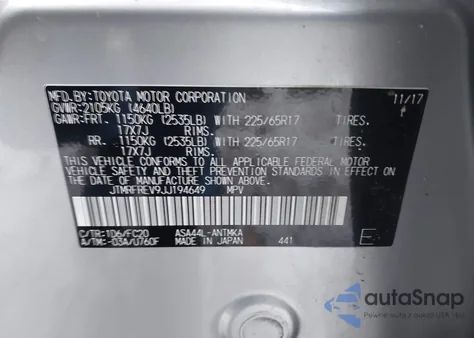 MFD.BY:TOYOTA MOTOR CORPORATION 11/17
GVWR:2105KG (4640LB)
GAWR:FRT. 1150KG (2535LB) WITH 225/65R17 TIRES,
17X7J RIMS.
RR. 1150KG (2535LB) WITH 225/65R17 TIRES,
17X7J RIMS.
THIS VEHICLE CONFORMS TO ALL APPLICABLE FEDERAL MOTOR
VEHICLE SAFETY AND THEFT PREVENTION STANDARDS IN EFFECT
ON THE DATE OF MANUFACTURE SHOWN ABOVE.
JTMRFREV9JJ194649 MPV
C/TR:1D6/FC20 ASA44L-ANTMKA
A/TM:-03A/U760F MADE IN JAPAN 441 E
autoSnap
Pewne auto z USA